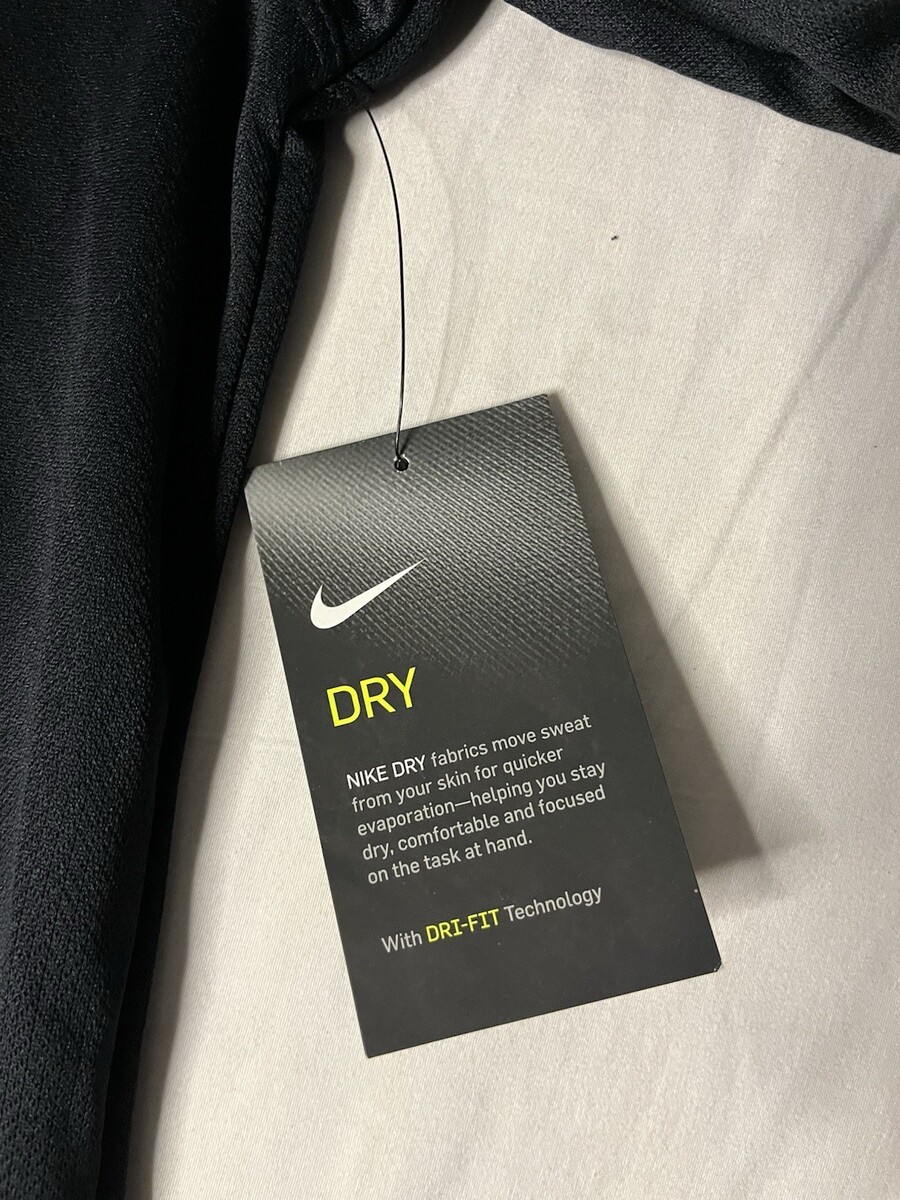 DRY
NIKE DRY fabrics move sweat
from your skin for quicker
evaporation—helping you stay
dry, comfortable and focused
on the task at hand.
With DRI-FIT Technology